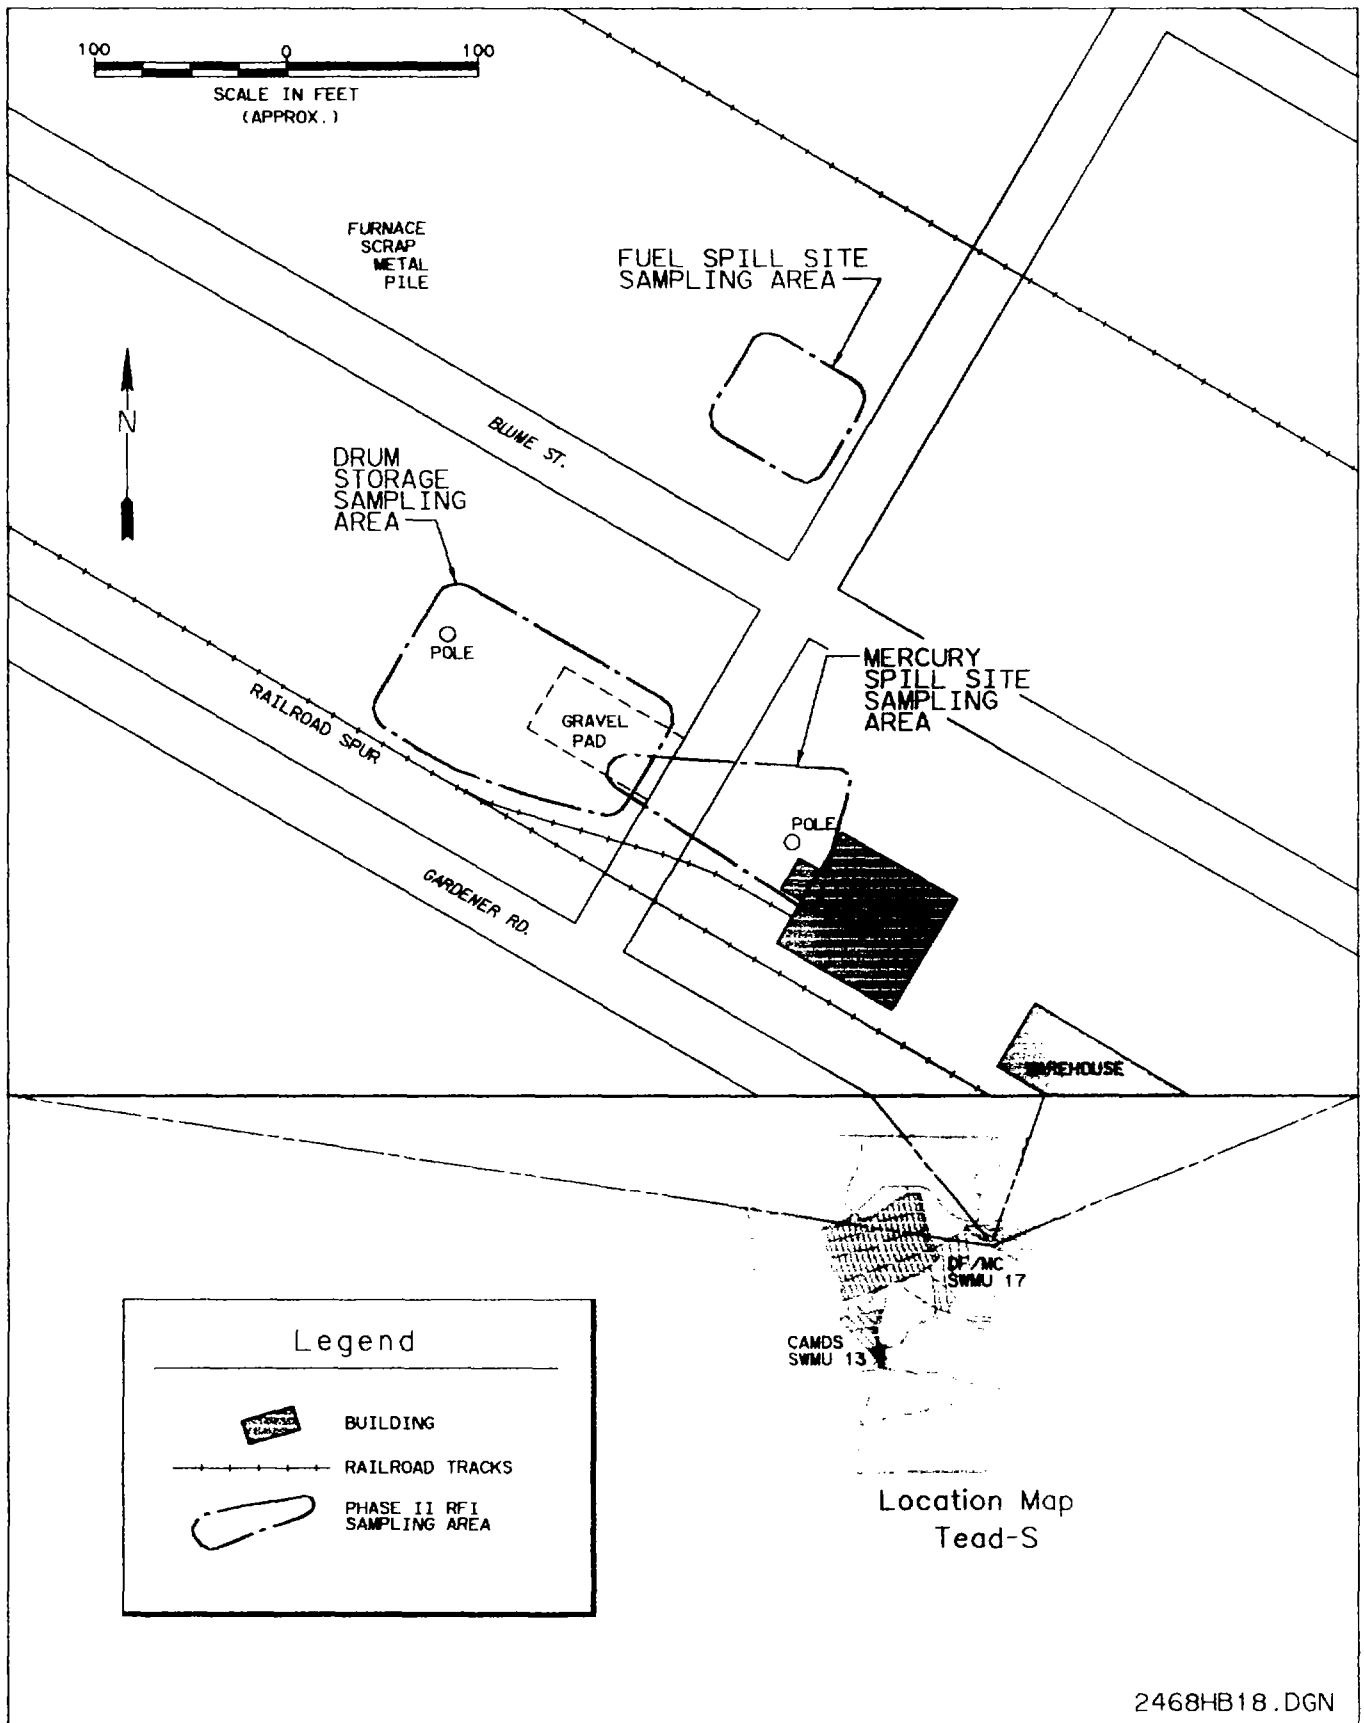 100 0 100
SCALE IN FEET
(APPROX.)
FURNACE
SCRAP
METAL
PILE
FUEL SPILL SITE
SAMPLING AREA
N
BLUME ST.
DRUM
STORAGE
SAMPLING
AREA
POLE
MERCURY
SPILL SITE
SAMPLING
AREA
RAILROAD SPUR
GRAVEL
PAD
POLE
GARDENER RD.
WAREHOUSE
DF/MC
SWMU 17
CAMDS
SWMU 13
Legend
BUILDING
RAILROAD TRACKS
PHASE II RFI
SAMPLING AREA
Location Map
Tead-S
2468HB18.DGN